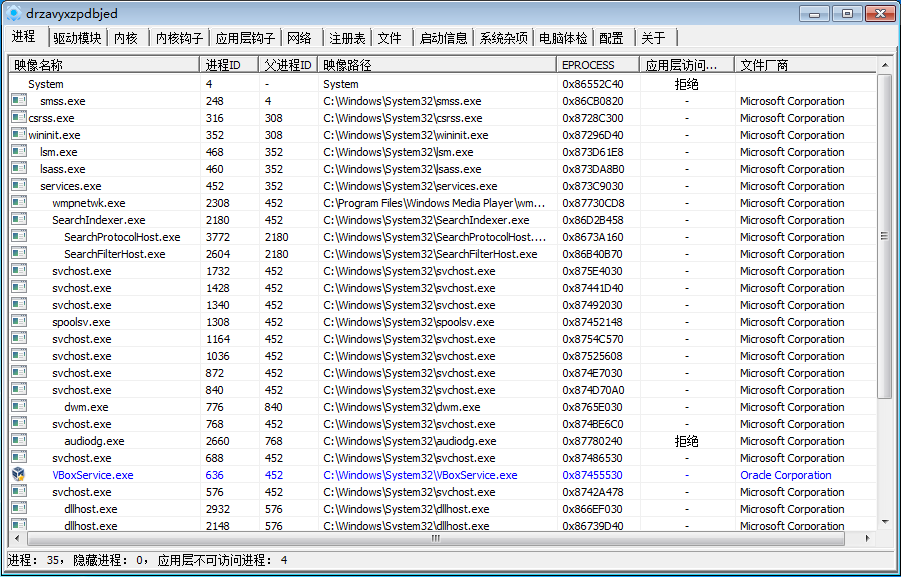 drzavyxzpdbjed
进程 驱动模块 内核 内核钩子 应用层钩子 网络 注册表 文件 启动信息 系统杂项 电脑体检 配置 关于
映像名称 进程ID 父进程ID 映像路径 EPROCESS 应用层访问... 文件厂商
System 4 - System 0x86552C40 拒绝
smss.exe 248 4 C:\Windows\System32\smss.exe 0x86CB0820 - Microsoft Corporation
csrss.exe 316 308 C:\Windows\System32\csrss.exe 0x8728C300 - Microsoft Corporation
wininit.exe 352 308 C:\Windows\System32\wininit.exe 0x87296D40 - Microsoft Corporation
lsm.exe 468 352 C:\Windows\System32\lsm.exe 0x873D61E8 - Microsoft Corporation
lsass.exe 460 352 C:\Windows\System32\lsass.exe 0x873DA8B0 - Microsoft Corporation
services.exe 452 352 C:\Windows\System32\services.exe 0x873C9030 - Microsoft Corporation
wmpnetwk.exe 2308 452 C:\Program Files\Windows Media Player\wm... 0x87730CD8 - Microsoft Corporation
SearchIndexer.exe 2180 452 C:\Windows\System32\SearchIndexer.exe 0x86D2B458 - Microsoft Corporation
SearchProtocolHost.exe 3772 2180 C:\Windows\System32\SearchProtocolHost.... 0x8673A160 - Microsoft Corporation
SearchFilterHost.exe 2604 2180 C:\Windows\System32\SearchFilterHost.exe 0x86B40B70 - Microsoft Corporation
svchost.exe 1732 452 C:\Windows\System32\svchost.exe 0x875E4030 - Microsoft Corporation
svchost.exe 1428 452 C:\Windows\System32\svchost.exe 0x87441D40 - Microsoft Corporation
svchost.exe 1340 452 C:\Windows\System32\svchost.exe 0x87492030 - Microsoft Corporation
spoolsv.exe 1308 452 C:\Windows\System32\spoolsv.exe 0x87452148 - Microsoft Corporation
svchost.exe 1164 452 C:\Windows\System32\svchost.exe 0x8754C570 - Microsoft Corporation
svchost.exe 1036 452 C:\Windows\System32\svchost.exe 0x87525608 - Microsoft Corporation
svchost.exe 872 452 C:\Windows\System32\svchost.exe 0x874E7030 - Microsoft Corporation
svchost.exe 840 452 C:\Windows\System32\svchost.exe 0x874D70A0 - Microsoft Corporation
dwm.exe 776 840 C:\Windows\System32\dwm.exe 0x8765E030 - Microsoft Corporation
svchost.exe 768 452 C:\Windows\System32\svchost.exe 0x874BE6C0 - Microsoft Corporation
audiodg.exe 2660 768 C:\Windows\System32\audiodg.exe 0x87780240 拒绝 Microsoft Corporation
svchost.exe 688 452 C:\Windows\System32\svchost.exe 0x87486530 - Microsoft Corporation
VBoxService.exe 636 452 C:\Windows\System32\VBoxService.exe 0x87455530 - Oracle Corporation
svchost.exe 576 452 C:\Windows\System32\svchost.exe 0x8742A478 - Microsoft Corporation
dllhost.exe 2932 576 C:\Windows\System32\dllhost.exe 0x866EF030 - Microsoft Corporation
dllhost.exe 2148 576 C:\Windows\System32\dllhost.exe 0x86739D40 - Microsoft Corporation
进程: 35, 隐藏进程: 0, 应用层不可访问进程: 4